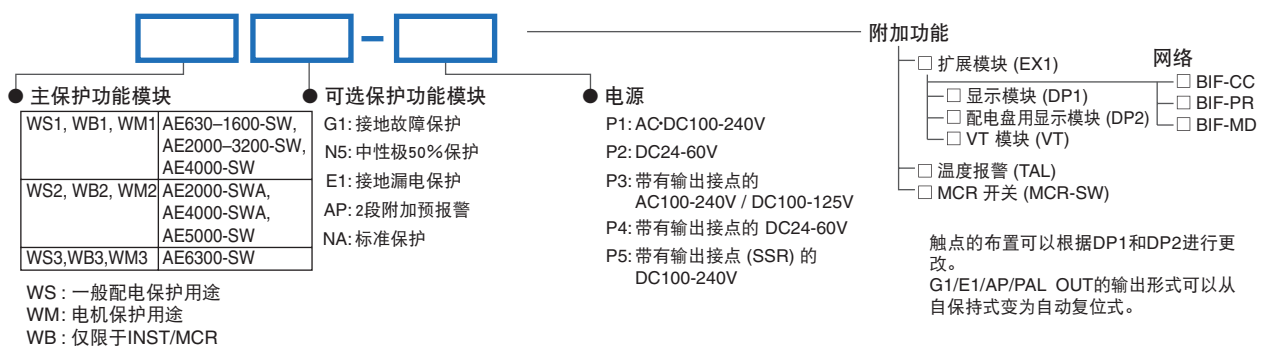 附加功能
□ 扩展模块 (EX1)
□ 显示模块 (DP1)
□ 配电盘用显示模块 (DP2)
□ VT 模块 (VT)
□ 温度报警 (TAL)
□ MCR 开关 (MCR-SW)
网络
□ BIF-CC
□ BIF-PR
□ BIF-MD
● 主保护功能模块
WS1, WB1, WM1 AE630–1600-SW,
AE2000–3200-SW,
AE4000-SW
WS2, WB2, WM2 AE2000-SWA,
AE4000-SWA,
AE5000-SW
WS3,WB3,WM3 AE6300-SW
WS : 一般配电保护用途
WM: 电机保护用途
WB : 仅限于INST/MCR
● 可选保护功能模块
G1: 接地故障保护
N5: 中性极50%保护
E1: 接地漏电保护
AP: 2段附加预报警
NA: 标准保护
● 电源
P1: AC•DC100-240V
P2: DC24-60V
P3: 带有输出接点的
AC100-240V / DC100-125V
P4: 带有输出接点的 DC24-60V
P5: 带有输出接点 (SSR) 的
DC100-240V
触点的布置可以根据DP1和DP2进行更
改。
G1/E1/AP/PAL OUT的输出形式可以从
自保持式变为自动复位式。